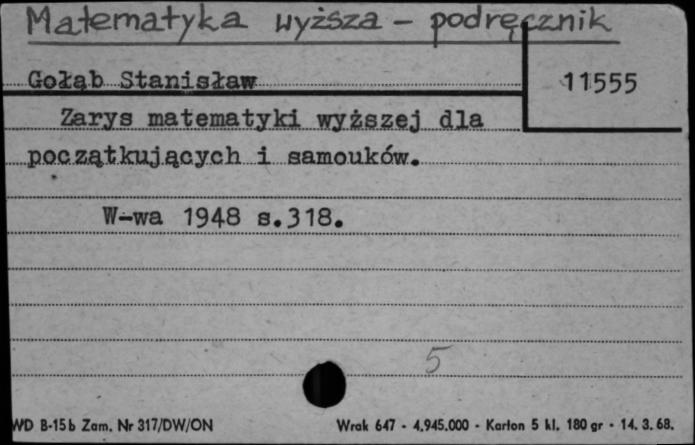 Matematyka wyższa – podręcznik
Gołąb Stanisław
11555
Zarys matematyki wyższej dla
początkujących i samouków.
W-wa 1948 s.318.
5
WD B-15b Zam. Nr 317/DW/ON
Wrak 647 - 4.945.000 - Karton 5 kl. 180 gr - 14. 3. 68.